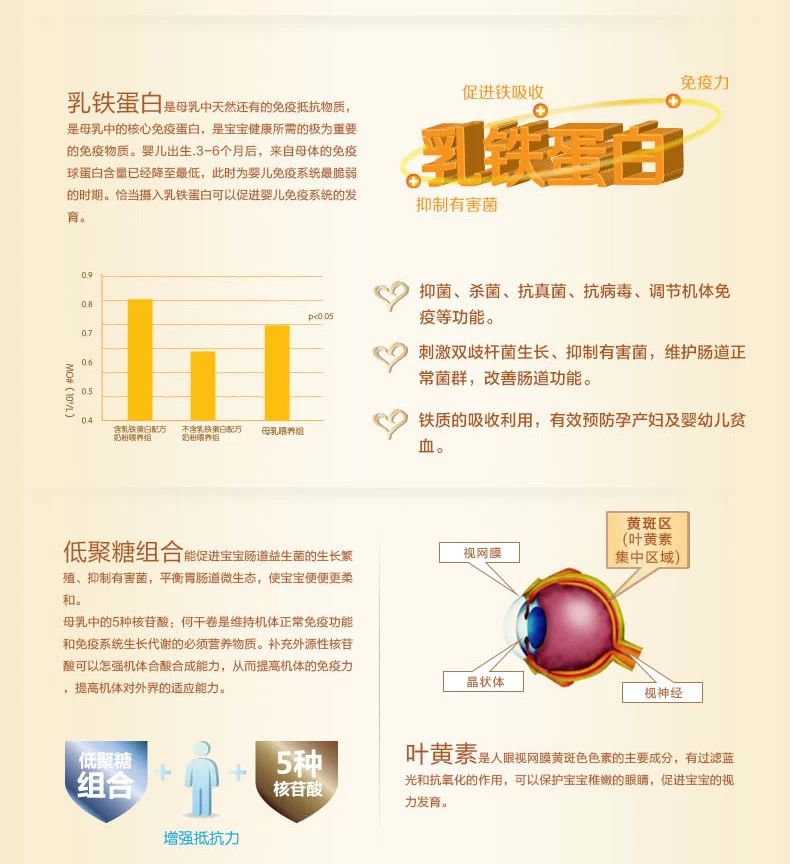 乳铁蛋白是母乳中天然还有的免疫抵抗物质，
是母乳中的核心免疫蛋白，是宝宝健康所需的极为重要
的免疫物质。婴儿出生.3-6个月后，来自母体的免疫
球蛋白含量已经降至最低，此时为婴儿免疫系统最脆弱
的时期。恰当摄入乳铁蛋白可以促进婴儿免疫系统的发
育。
促进铁吸收
免疫力
乳铁蛋白
抑制有害菌
0.9
0.8
0.7
0.6
0.5
0.4
MO#（10⁹/L）
p<0.05
含乳铁蛋白配方
奶粉喂养组
不含乳铁蛋白配方
奶粉喂养组
母乳喂养组
抑菌、杀菌、抗真菌、抗病毒、调节机体免
疫等功能。
刺激双歧杆菌生长、抑制有害菌，维护肠道正
常菌群，改善肠道功能。
铁质的吸收利用，有效预防孕产妇及婴幼儿贫
血。
低聚糖组合能促进宝宝肠道益生菌的生长繁
殖、抑制有害菌，平衡胃肠道微生态，使宝宝便便更柔
和。
母乳中的5种核苷酸；何干卷是维持机体正常免疫功能
和免疫系统生长代谢的必须营养物质。补充外源性核苷
酸可以怎强机体合酸合成能力，从而提高机体的免疫力
，提高机体对外界的适应能力。
低聚糖
组合
5种
核苷酸
增强抵抗力
黄斑区
(叶黄素
集中区域)
视网膜
晶状体
视神经
叶黄素是人眼视网膜黄斑色色素的主要成分，有过滤蓝
光和抗氧化的作用，可以保护宝宝稚嫩的眼睛，促进宝宝的视
力发育。